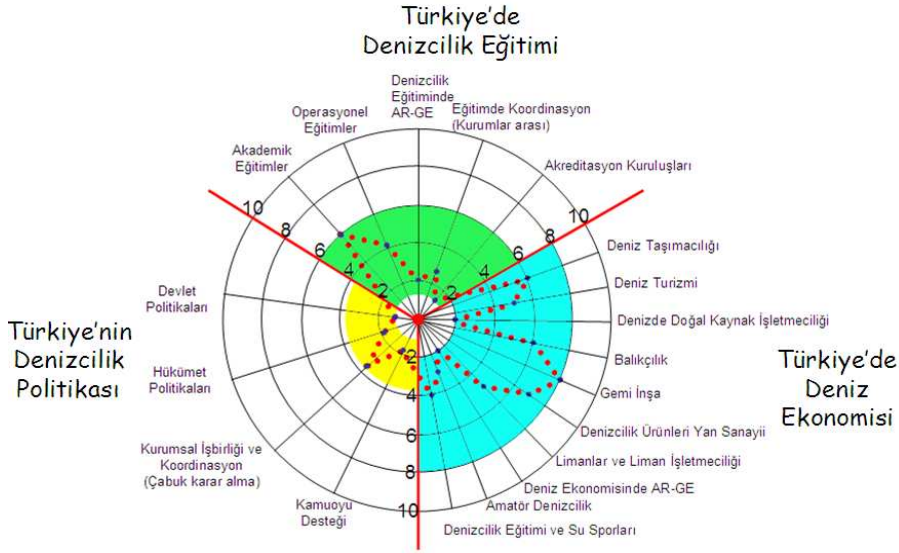 Türkiye'de
Denizcilik Eğitimi
Denizcilik
Eğitiminde
AR-GE
Operasyonel
Eğitimler
Eğitimde Koordinasyon
(Kurumlar arası)
Akademik
Eğitimler
Akreditasyon Kuruluşları
10
8
6
4
2
10
8
6
4
2
Deniz Taşımacılığı
Deniz Turizmi
Denizde Doğal Kaynak İşletmeciliği
Balıkçılık
Gemi İnşa
Denizcilik Ürünleri Yan Sanayii
Limanlar ve Liman İşletmeciliği
Deniz Ekonomisinde AR-GE
Amatör Denizcilik
Denizcilik Eğitimi ve Su Sporları
Türkiye'de
Deniz
Ekonomisi
2
4
6
8
10
Devlet
Politikaları
Hükümet
Politikaları
Kurumsal İşbirliği ve
Koordinasyon
(Çabuk karar alma)
Kamuoyu
Desteği
Türkiye'nin
Denizcilik
Politikası